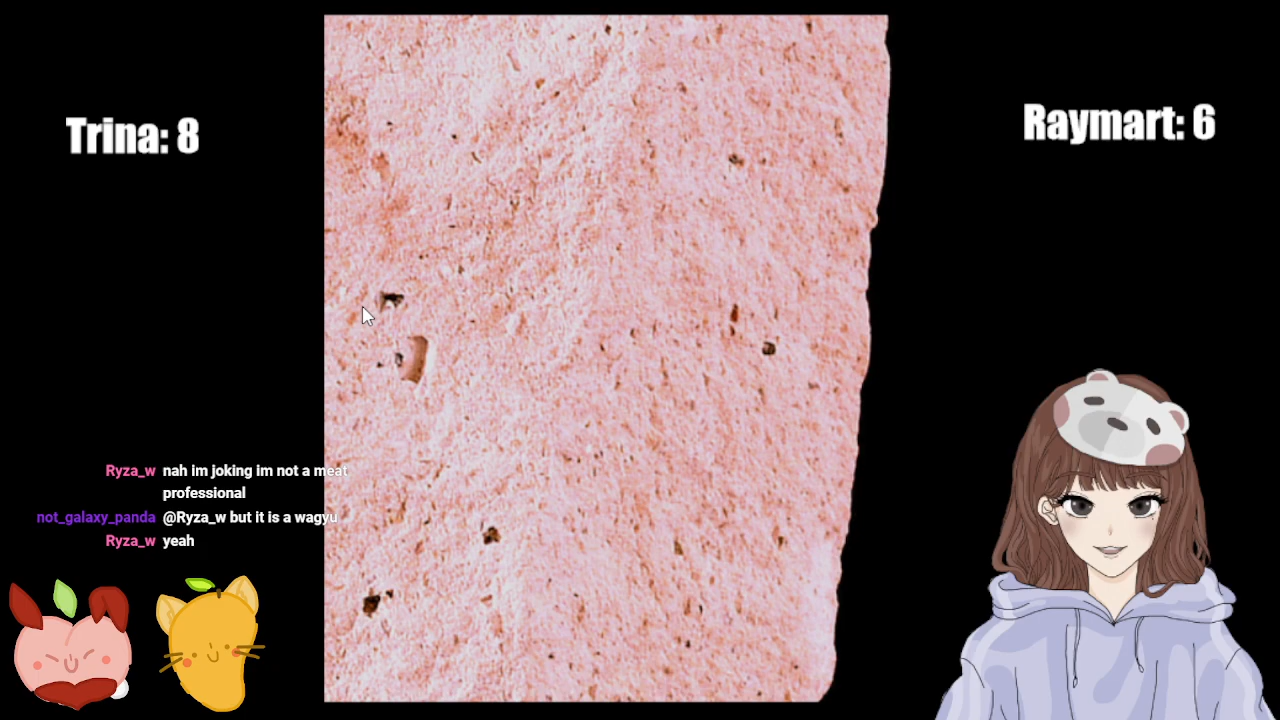 Trina: 8
Raymart: 6
Ryza_w nah im joking im not a meat
professional
not_galaxy_panda @Ryza_w but it is a wagyu
Ryza_w yeah